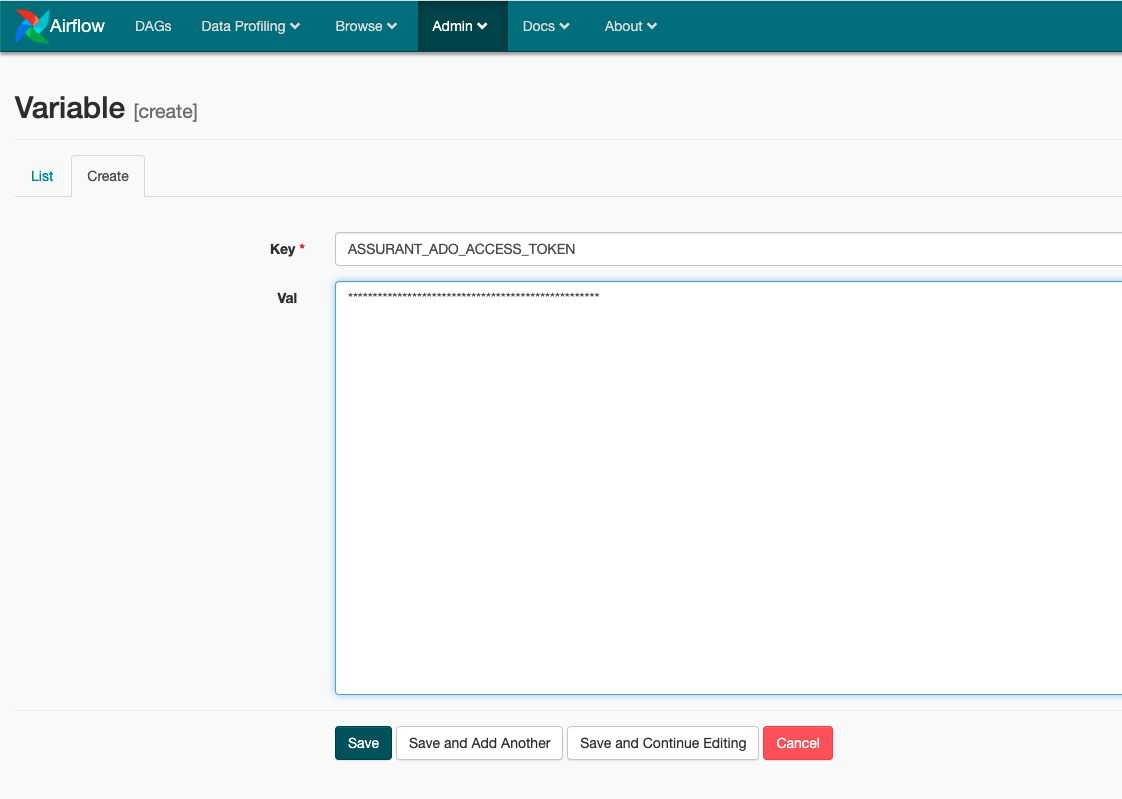 Airflow DAGs Data Profiling Browse Admin Docs About
Variable [create]
List Create
Key * ASSURANT_ADO_ACCESS_TOKEN
Val ***************************************************
Save Save and Add Another Save and Continue Editing Cancel